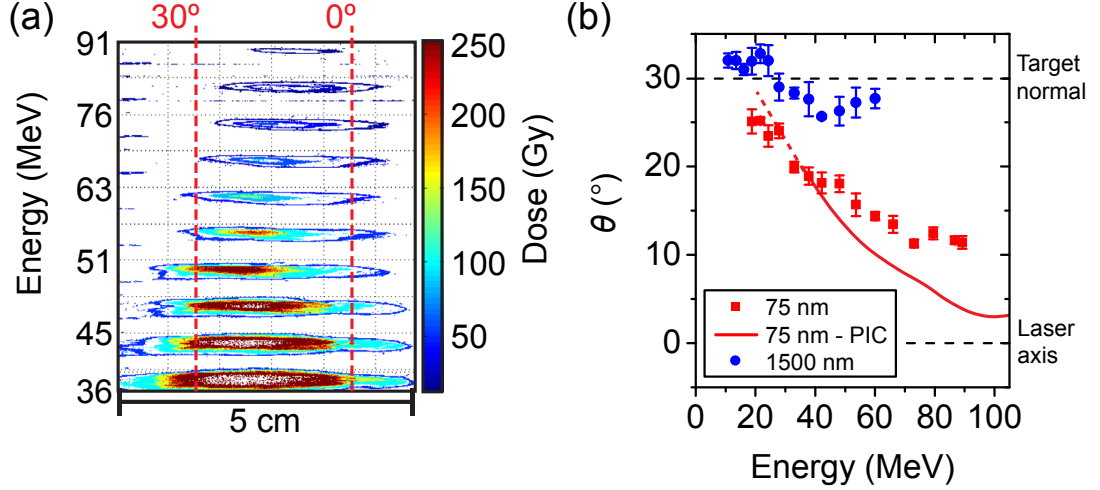 (a)
30º
0º
91
76
63
51
45
36
Energy (MeV)
5 cm
250
200
150
100
50
Dose (Gy)
(b)
40
30
20
10
0
θ (°)
Target
normal
Laser
axis
75 nm
75 nm - PIC
1500 nm
0
20
40
60
80
100
Energy (MeV)